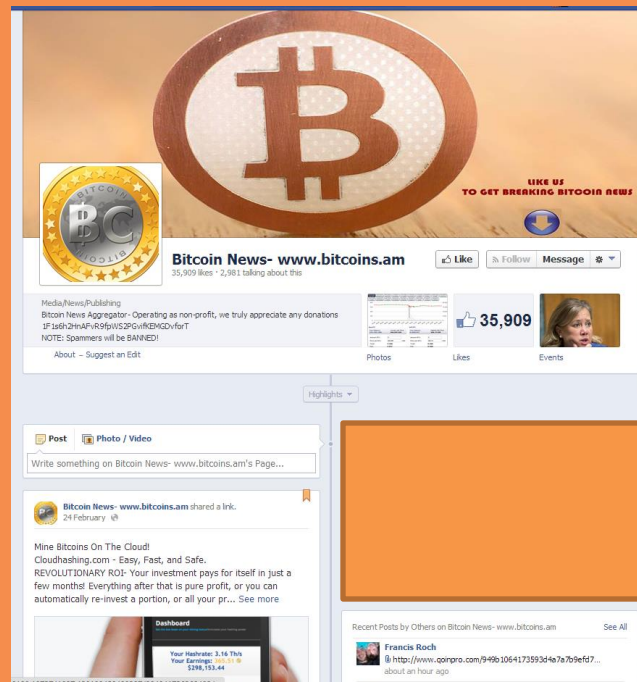 LIKE US
TO GET BREAKING BITCOIN NEWS
BITCOIN
BC
Bitcoin News- www.bitcoins.am
35,909 likes · 2,981 talking about this
Like
Follow
Message
Media/News/Publishing
Bitcoin News Aggregator- Operating as non-profit, we truly appreciate any donations
NOTE: Spammers will be BANNED!
About – Suggest an Edit
35,909
Photos
Likes
Events
Highlights
Post Photo / Video
Write something on Bitcoin News- www.bitcoins.am's Page...
Bitcoin News- www.bitcoins.am shared a link.
24 February
Mine Bitcoins On The Cloud!
Cloudhashing.com - Easy, Fast, and Safe.
REVOLUTIONARY ROI- Your investment pays for itself in just a
few months! Everything after that is pure profit, or you can
automatically re-invest a portion, or all your pr... See more
Dashboard
Your Hashrate: 3.16 Th/s
Your Earnings:
$298,153.44
Recent Posts by Others on Bitcoin News- www.bitcoins.am See All
Francis Roch
http://www.qoinpro.com/949b1064173593d4a7a7b9efd7...
about an hour ago